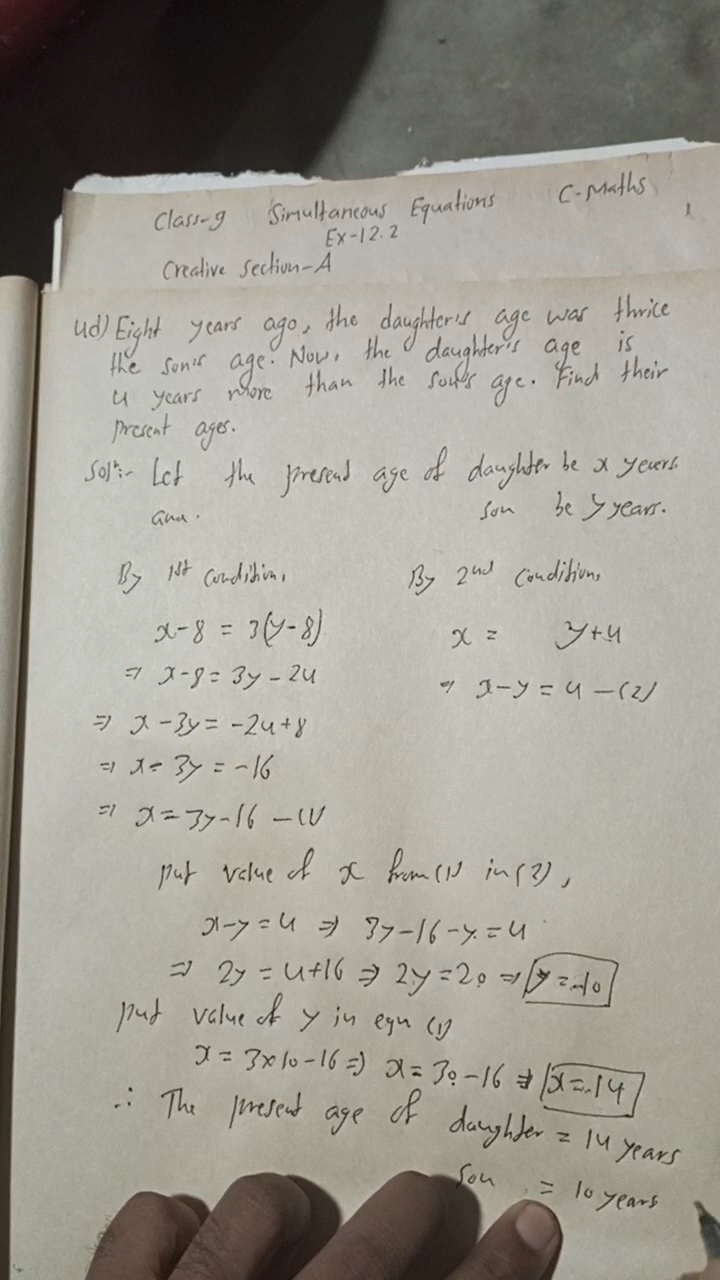 Class-9 Simultaneous Equations C-Maths
Ex-12.2
Creative Section-A
4d) Eight years ago, the daughter's age was thrice
the son's age. Now, the daughter's age is
4 years more than the son's age. Find their
present ages.
Solⁿ:- Let the present age of daughter be x years
and. son be y years.
By 1st condition, By 2nd condition,
x-8 = 3(y-8) x = y+4
⇒ x-8 = 3y-24 ⇒ x-y = 4 -(2)
⇒ x-3y = -24+8
⇒ x-3y = -16
⇒ x = 3y-16 -(1)
put value of x from (1) in (2),
x-y = 4 ⇒ 3y-16-y = 4
⇒ 2y = 4+16 ⇒ 2y = 20 ⇒ y = 10
put value of y in eqn (1)
x = 3×10-16 ⇒ x = 30-16 ⇒ x = 14
∴ The present age of daughter = 14 years
son = 10 years